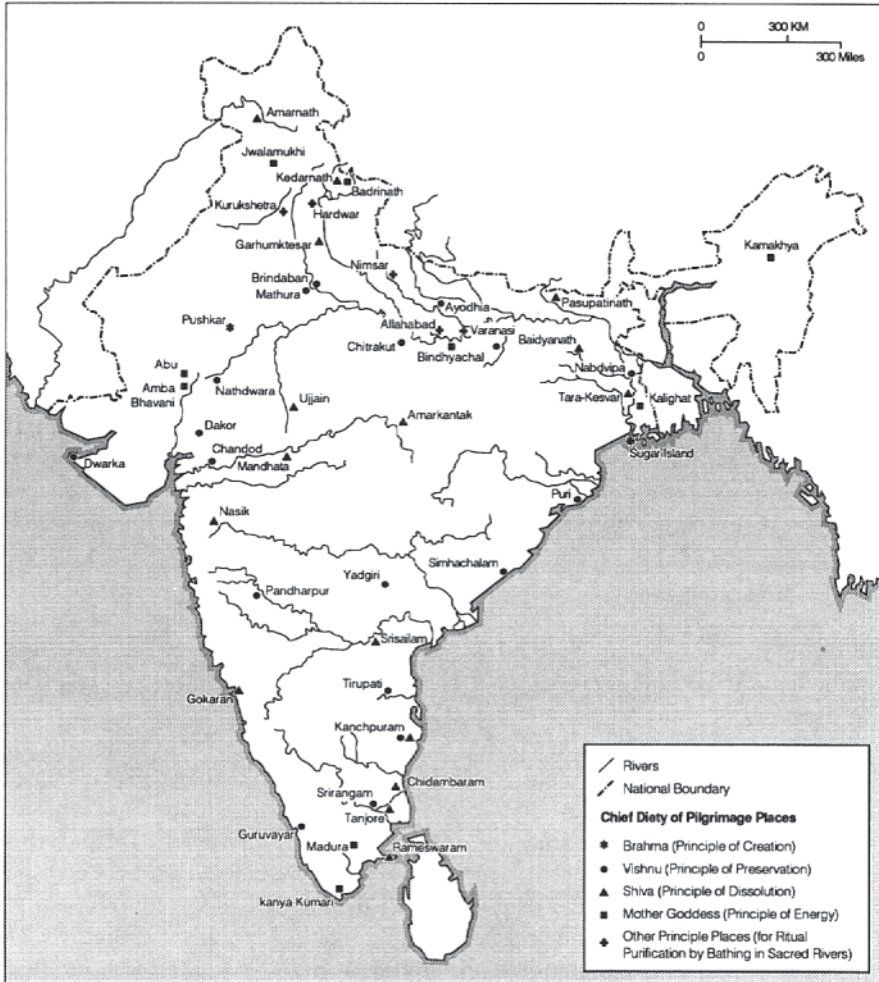 0 300 KM
0 300 Miles
Amarnath
Jwalamukhi
Kedarnath
Badrinath
Kurukshetra
Hardwar
Garhumktesar
Nimsar
Kamakhya
Brindaban
Mathura
Ayodhia
Pasupatinath
Pushkar
Allahabad
Varanasi
Chitrakut
Baidyanath
Bindhyachal
Abu
Nabdvipa
Amba
Bhavani
Nathdwara
Ujjain
Tara-Kesvar
Kalighat
Amarkantak
Dakor
Chandod
Sugar Island
Dwarka
Mandhata
Puri
Nasik
Simhachalam
Yadgiri
Pandharpur
Srisailam
Tirupati
Gokaran
Kanchpuram
Chidambaram
Srirangam
Tanjore
Guruvayar
Madura
Rameswaram
kanya Kumari
Rivers
National Boundary
Chief Diety of Pilgrimage Places
Brahma (Principle of Creation)
Vishnu (Principle of Preservation)
Shiva (Principle of Dissolution)
Mother Goddess (Principle of Energy)
Other Principle Places (for Ritual
Purification by Bathing in Sacred Rivers)